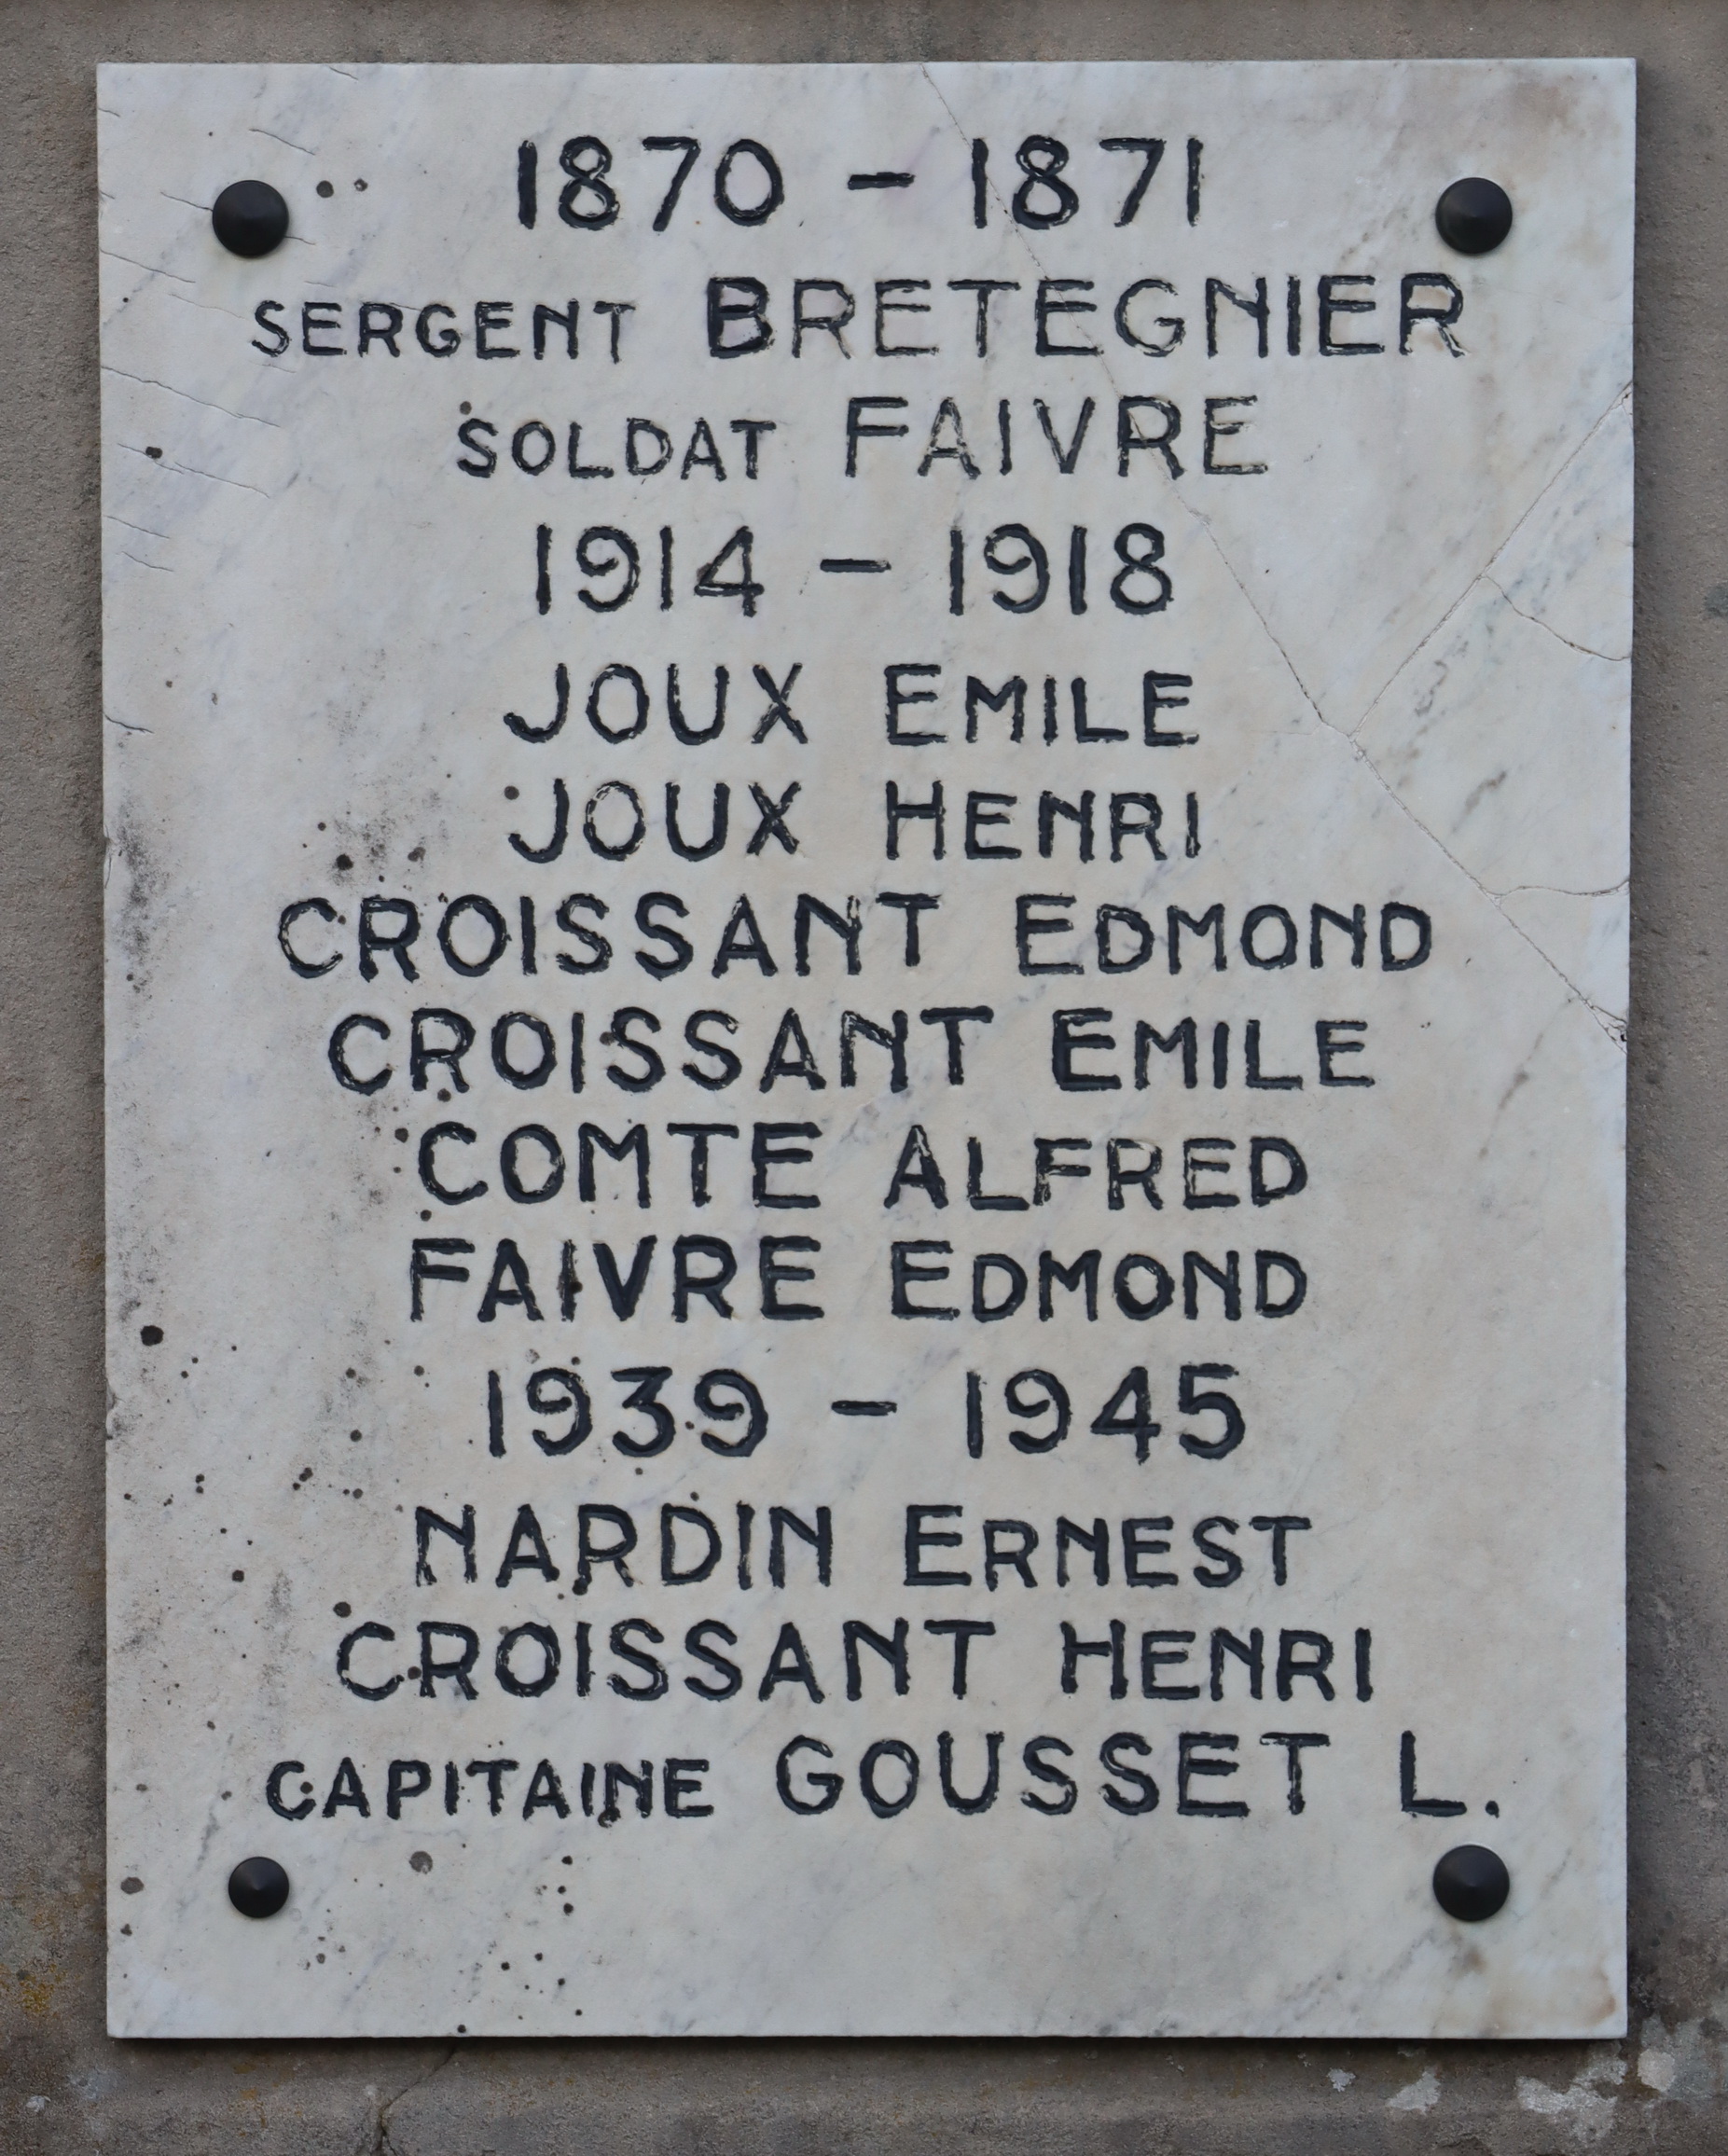 1870 - 1871
SERGENT BRETEGNIER
SOLDAT FAIVRE
1914 - 1918
JOUX EMILE
JOUX HENRI
CROISSANT EDMOND
CROISSANT EMILE
COMTE ALFRED
FAIVRE EDMOND
1939 - 1945
NARDIN ERNEST
CROISSANT HENRI
CAPITAINE GOUSSET L.